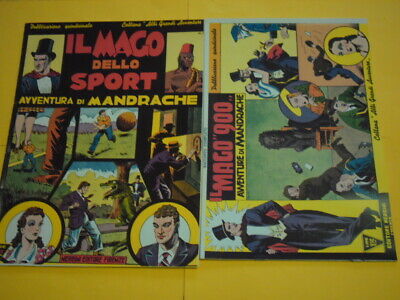 Pubblicazione quindicinale
Collana "Albi Grandi Avventure"
IL MAGO
DELLO
SPORT
AVVENTURA DI MANDRACHE
NERBINI EDITORE FIRENZE
Pubblicazione quindicinale
Collana "Albi Grandi Avventure"
IL "MAGO '900"
AVVENTURE DI MANDRACHE